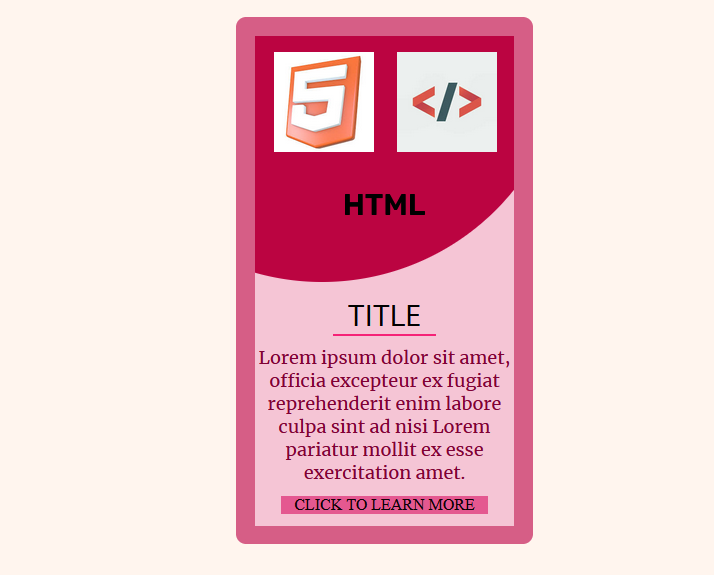 5
</>
HTML
TITLE
Lorem ipsum dolor sit amet,
officia excepteur ex fugiat
reprehenderit enim labore
culpa sint ad nisi Lorem
pariatur mollit ex esse
exercitation amet.
CLICK TO LEARN MORE